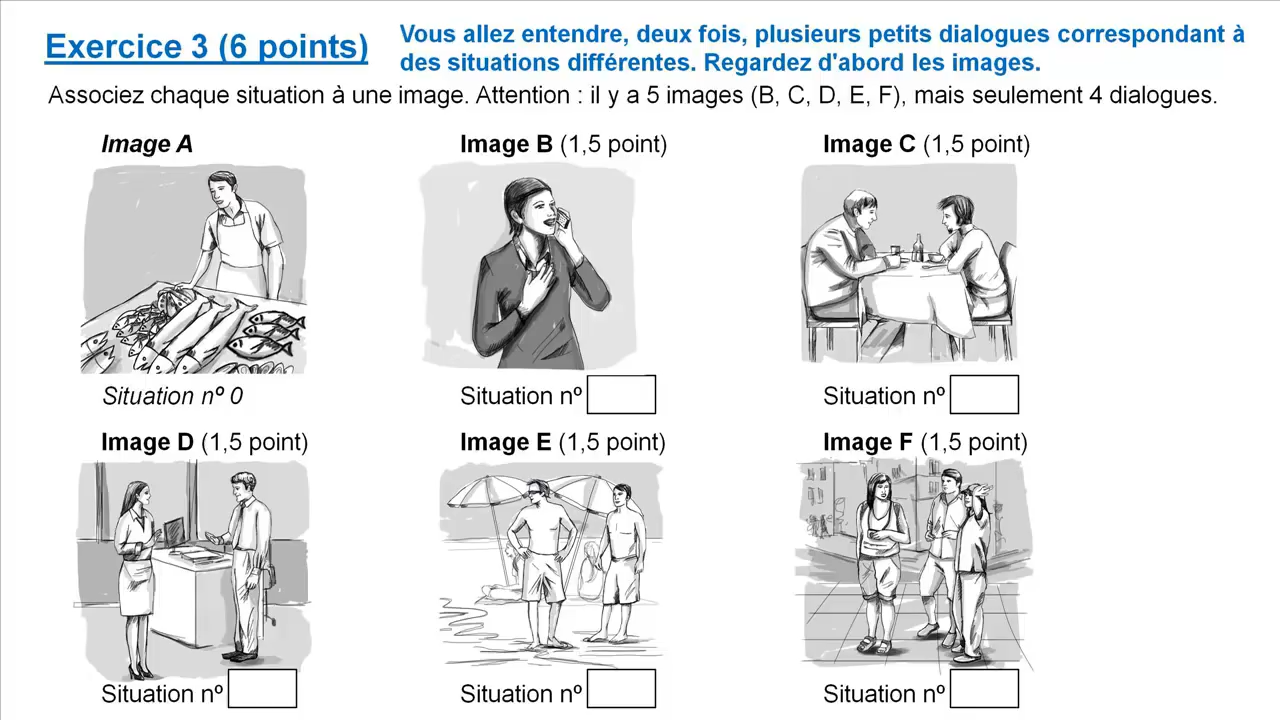 Exercice 3 (6 points)
Vous allez entendre, deux fois, plusieurs petits dialogues correspondant à
des situations différentes. Regardez d'abord les images.
Associez chaque situation à une image. Attention : il y a 5 images (B, C, D, E, F), mais seulement 4 dialogues.
Image A
Image B (1,5 point)
Image C (1,5 point)
Situation nº 0
Situation nº
Situation nº
Image D (1,5 point)
Image E (1,5 point)
Image F (1,5 point)
Situation nº
Situation nº
Situation nº